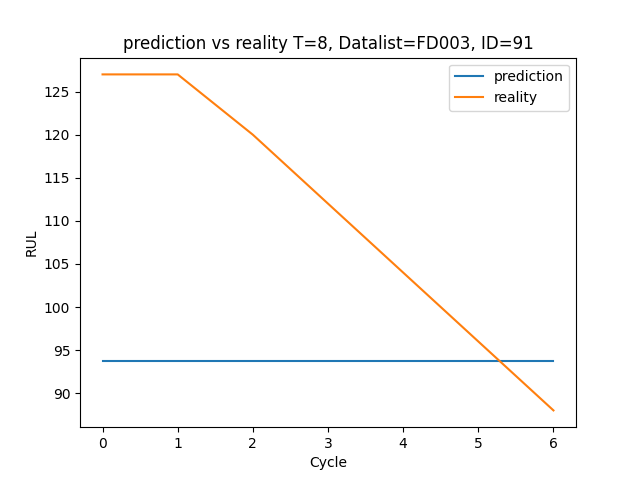 prediction vs reality T=8, Datalist=FD003, ID=91
prediction
reality
125
120
115
110
105
100
95
90
RUL
0 1 2 3 4 5 6
Cycle